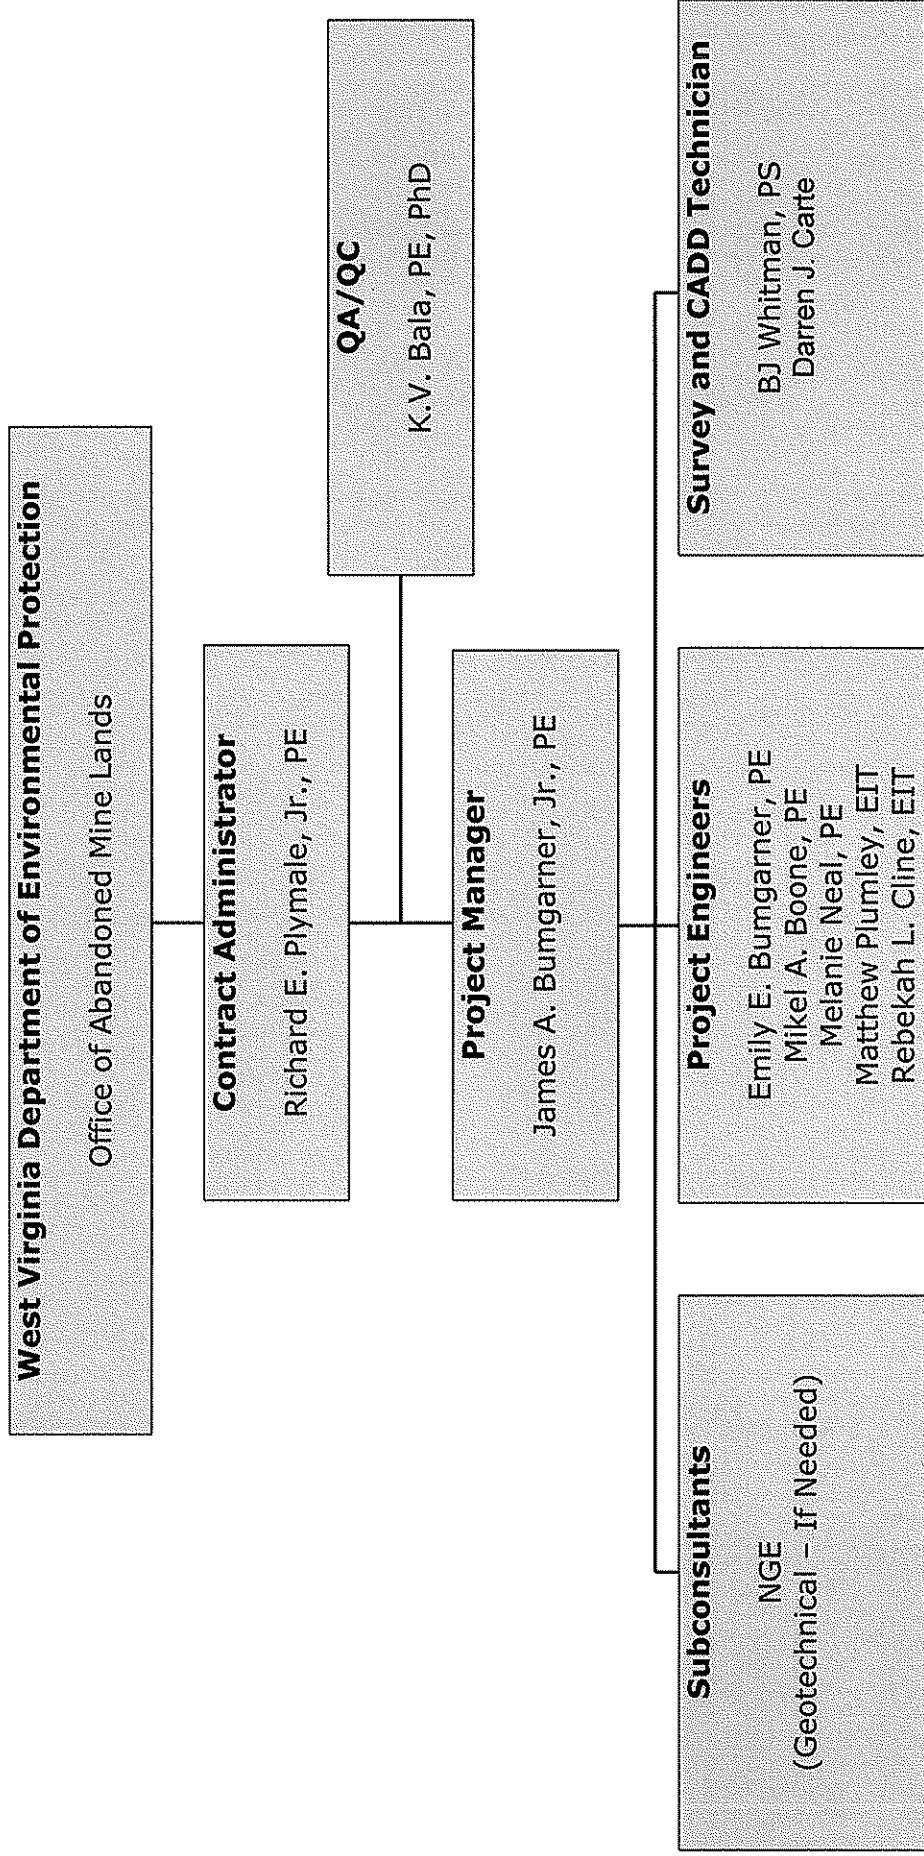 West Virginia Department of Environmental Protection
Office of Abandoned Mine Lands
Contract Administrator
Richard E. Plymale, Jr., PE
QA/QC
K.V. Bala, PE, PhD
Project Manager
James A. Bumgarner, Jr., PE
Subconsultants
NGE
(Geotechnical – If Needed)
Project Engineers
Emily E. Bumgarner, PE
Mikel A. Boone, PE
Melanie Neal, PE
Matthew Plumley, EIT
Rebekah L. Cline, EIT
Survey and CADD Technician
BJ Whitman, PS
Darren J. Carte